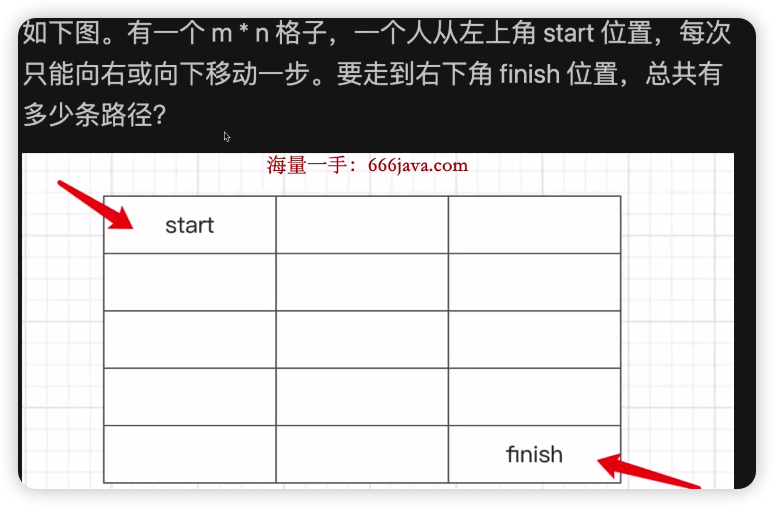 如下图。有一个 m * n 格子，一个人从左上角 start 位置，每次
只能向右或向下移动一步。要走到右下角 finish 位置，总共有
多少条路径？
海量一手：666java.com
start
finish